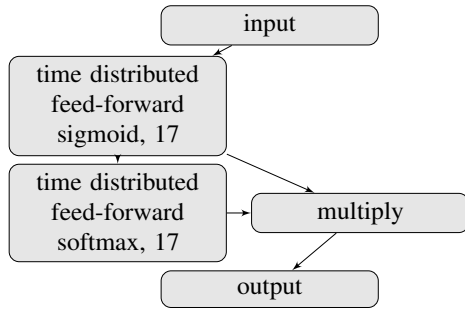 input
time distributed
feed-forward
sigmoid, 17
time distributed
feed-forward
softmax, 17
multiply
output